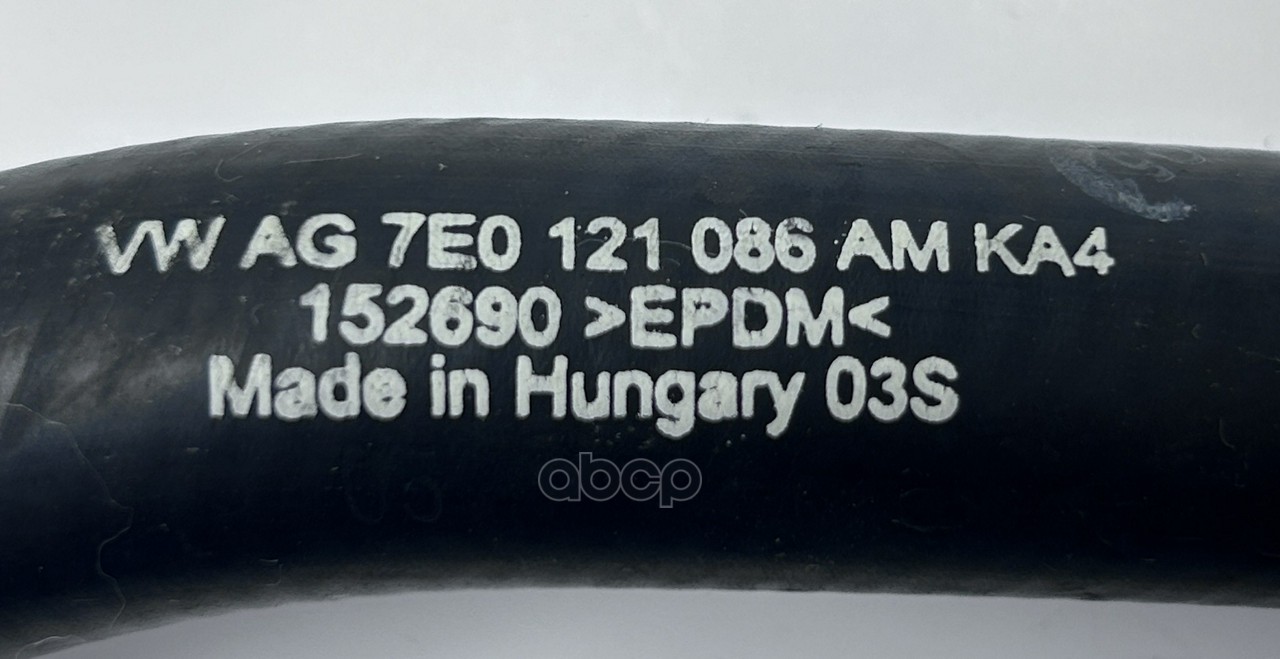 VW AG 7E0 121 086 AM KA4
152690 >EPDM<
Made in Hungary 03S
abcp